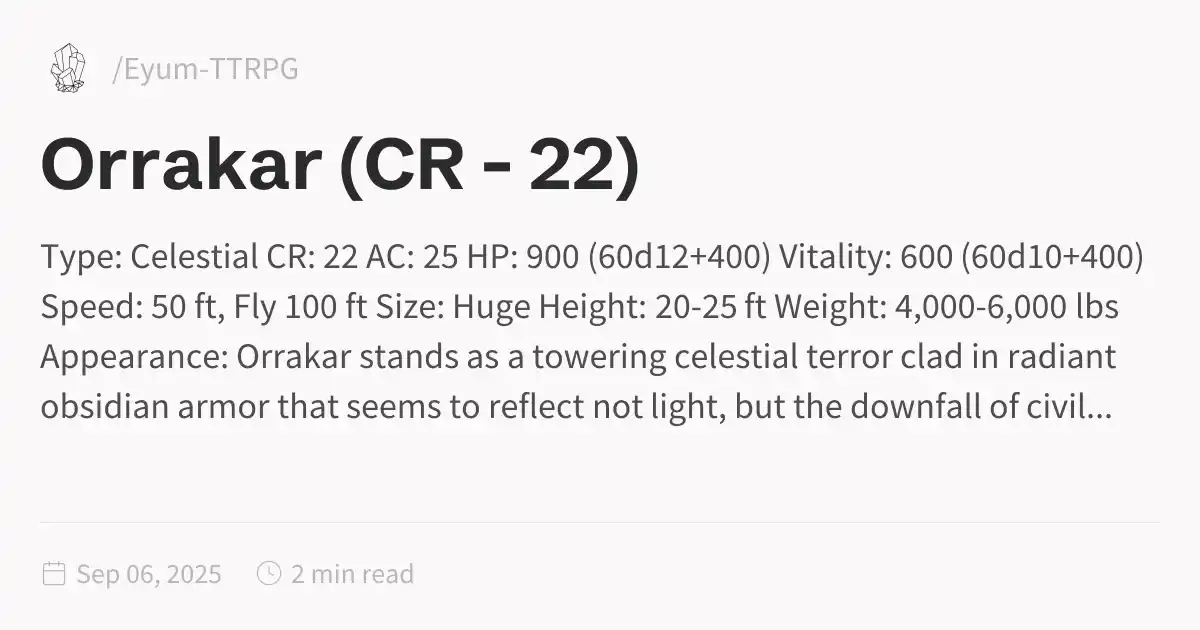 /Eyum-TTRPG
Orrakar (CR - 22)
Type: Celestial CR: 22 AC: 25 HP: 900 (60d12+400) Vitality: 600 (60d10+400)
Speed: 50 ft, Fly 100 ft Size: Huge Height: 20-25 ft Weight: 4,000-6,000 lbs
Appearance: Orrakar stands as a towering celestial terror clad in radiant
obsidian armor that seems to reflect not light, but the downfall of civil...
Sep 06, 2025 2 min read